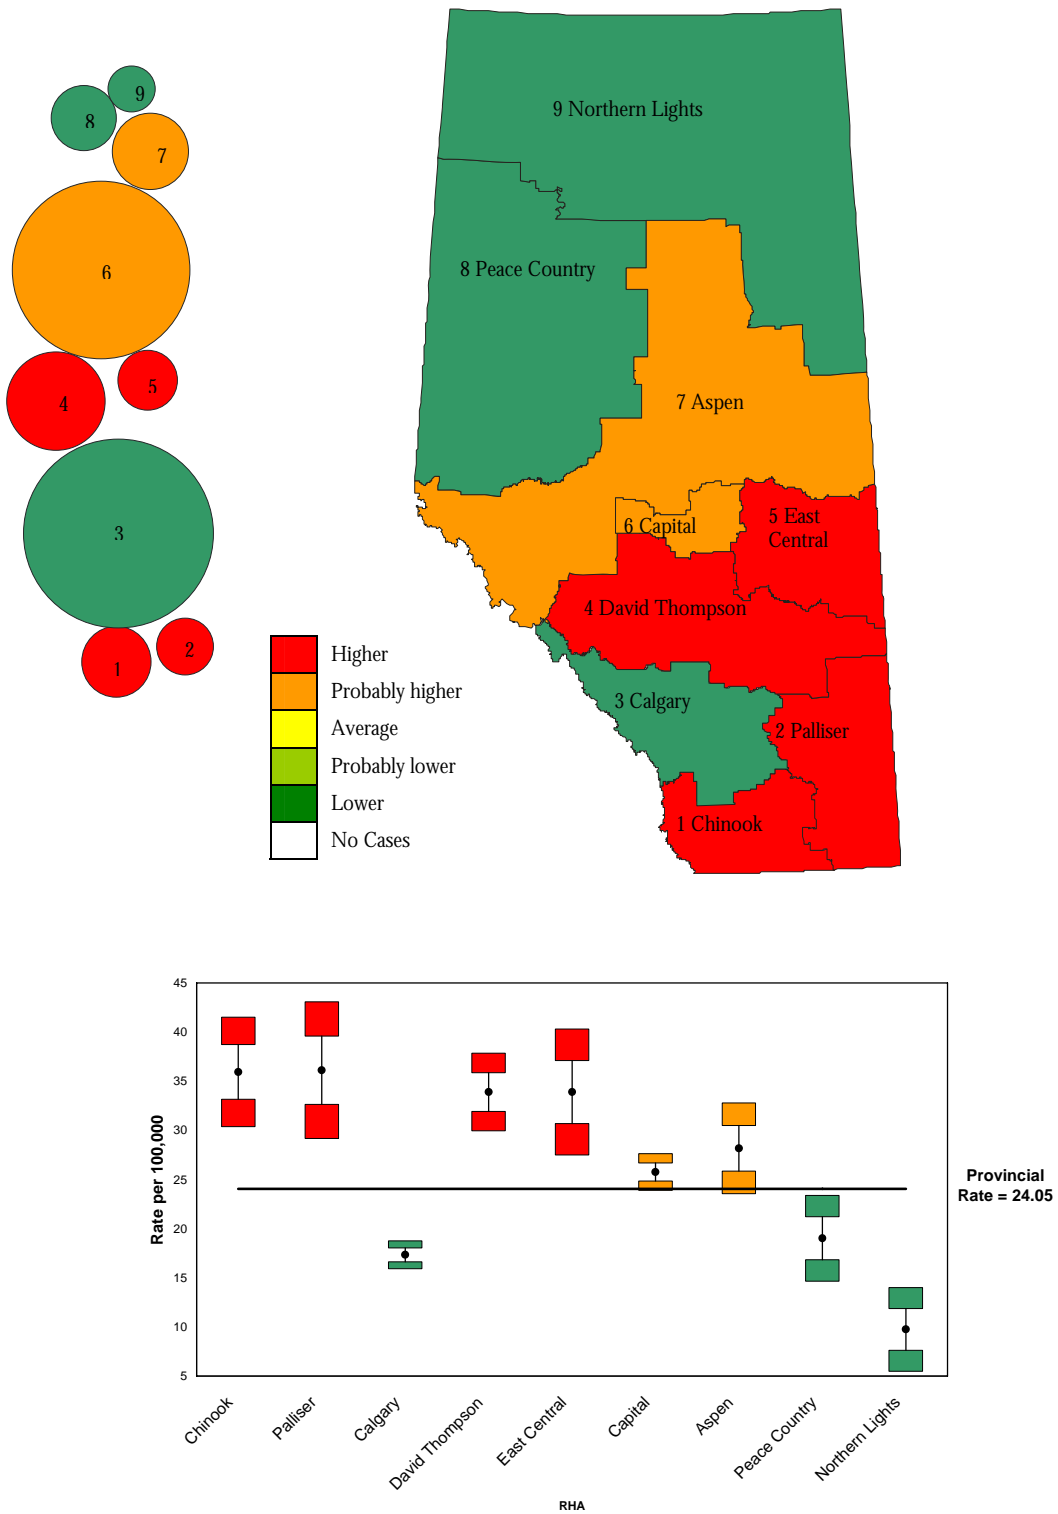 9
8
7
6
5
4
3
2
1
9 Northern Lights
8 Peace Country
7 Aspen
6 Capital
5 East
Central
4 David Thompson
3 Calgary
2 Palliser
1 Chinook
Higher
Probably higher
Average
Probably lower
Lower
No Cases
45
40
35
30
25
20
15
10
5
Rate per 100,000
Provincial
Rate = 24.05
Chinook
Palliser
Calgary
David Thompson
East Central
Capital
Aspen
Peace Country
Northern Lights
RHA